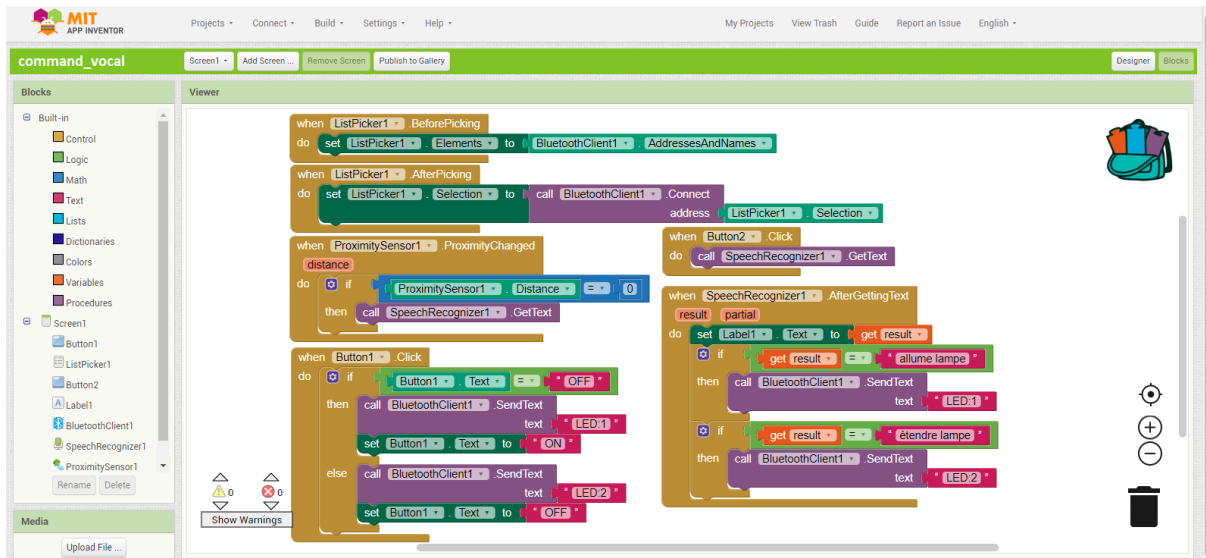 MIT
APP INVENTOR
Projects Connect Build Settings Help My Projects View Trash Guide Report an Issue English
command_vocal Screen1 Add Screen ... Remove Screen Publish to Gallery Designer Blocks
Blocks
Built-in
Control
Logic
Math
Text
Lists
Dictionaries
Colors
Variables
Procedures
Screen1
Button1
ListPicker1
Button2
Label1
BluetoothClient1
SpeechRecognizer1
ProximitySensor1
Rename Delete
Media
Upload File ...
Viewer
when ListPicker1 .BeforePicking
do set ListPicker1 . Elements to BluetoothClient1 . AddressesAndNames
when ListPicker1 .AfterPicking
do set ListPicker1 . Selection to call BluetoothClient1 .Connect
address ListPicker1 . Selection
when ProximitySensor1 .ProximityChanged
distance
do if ProximitySensor1 . Distance = 0
then call SpeechRecognizer1 .GetText
when Button1 .Click
do if Button1 . Text = " OFF "
then call BluetoothClient1 .SendText
text " LED:1 "
set Button1 . Text to " ON "
else call BluetoothClient1 .SendText
text " LED:2 "
set Button1 . Text to " OFF "
when Button2 .Click
do call SpeechRecognizer1 .GetText
when SpeechRecognizer1 .AfterGettingText
result partial
do set Label1 . Text to get result
if get result = " allume lampe "
then call BluetoothClient1 .SendText
text " LED:1 "
if get result = " étendre lampe "
then call BluetoothClient1 .SendText
text " LED:2 "
0 0
Show Warnings